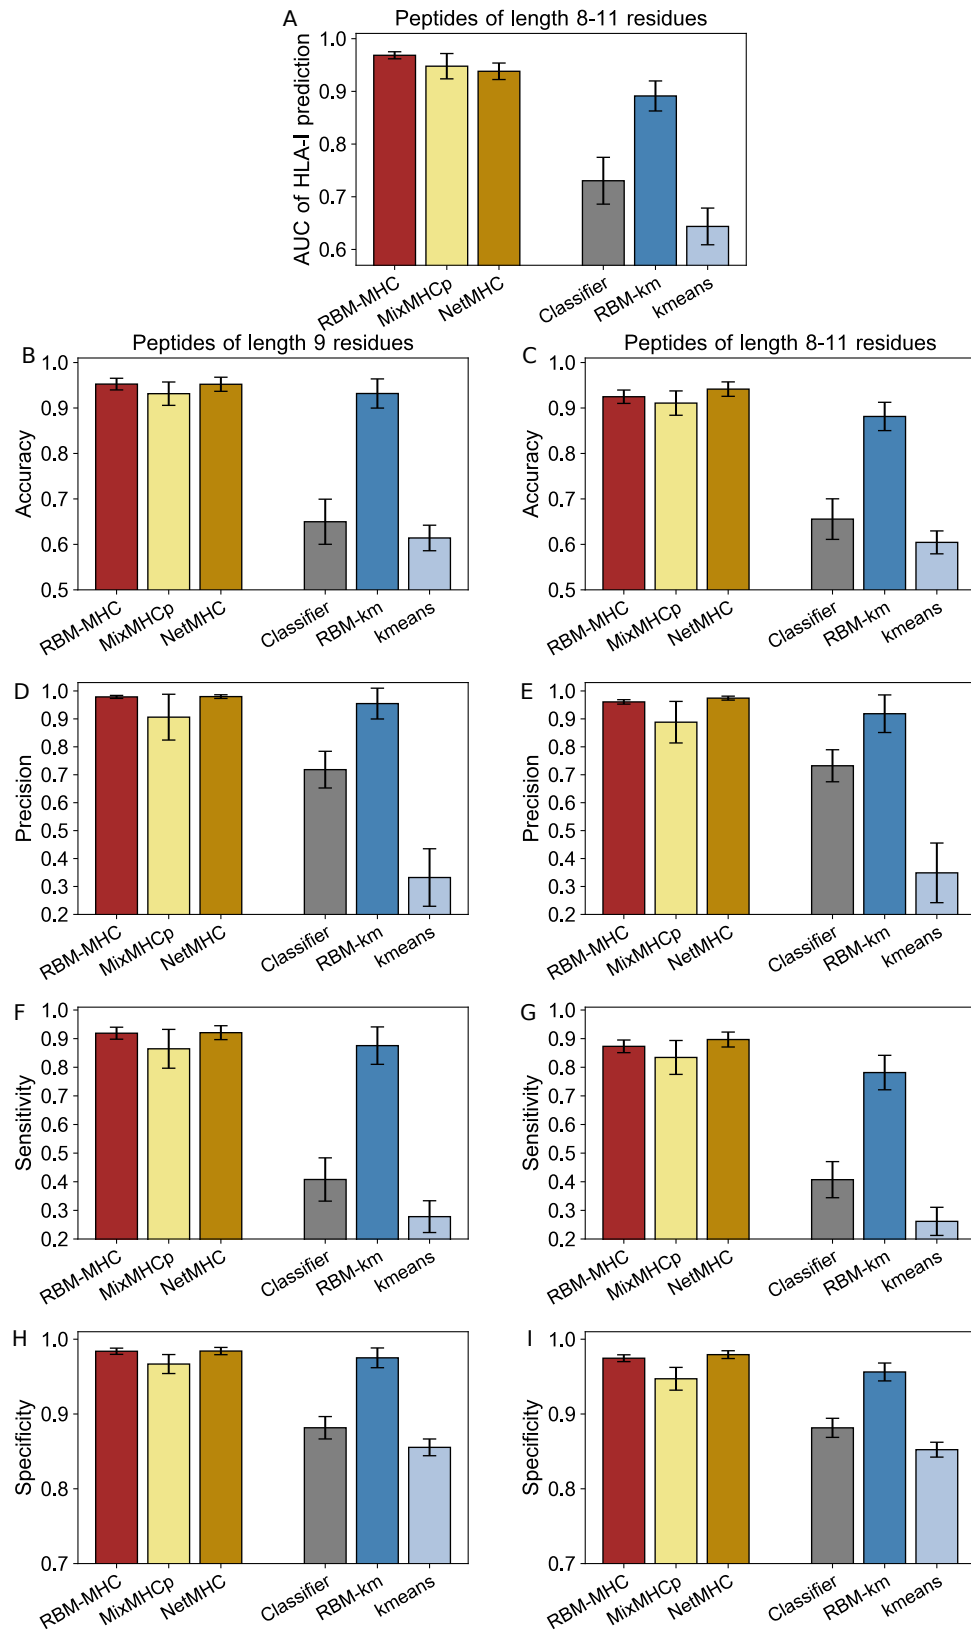 A Peptides of length 8-11 residues
AUC of HLA-I prediction
1.0
0.9
0.8
0.7
0.6
RBM-MHC MixMHCp NetMHC Classifier RBM-km kmeans
B Peptides of length 9 residues
Accuracy
1.0
0.9
0.8
0.7
0.6
0.5
RBM-MHC MixMHCp NetMHC Classifier RBM-km kmeans
C Peptides of length 8-11 residues
Accuracy
1.0
0.9
0.8
0.7
0.6
0.5
RBM-MHC MixMHCp NetMHC Classifier RBM-km kmeans
D
Precision
1.0
0.9
0.8
0.7
0.6
0.5
0.4
0.3
0.2
RBM-MHC MixMHCp NetMHC Classifier RBM-km kmeans
E
Precision
1.0
0.9
0.8
0.7
0.6
0.5
0.4
0.3
0.2
RBM-MHC MixMHCp NetMHC Classifier RBM-km kmeans
F
Sensitivity
1.0
0.9
0.8
0.7
0.6
0.5
0.4
0.3
0.2
RBM-MHC MixMHCp NetMHC Classifier RBM-km kmeans
G
Sensitivity
1.0
0.9
0.8
0.7
0.6
0.5
0.4
0.3
0.2
RBM-MHC MixMHCp NetMHC Classifier RBM-km kmeans
H
Specificity
1.0
0.9
0.8
0.7
RBM-MHC MixMHCp NetMHC Classifier RBM-km kmeans
I
Specificity
1.0
0.9
0.8
0.7
RBM-MHC MixMHCp NetMHC Classifier RBM-km kmeans